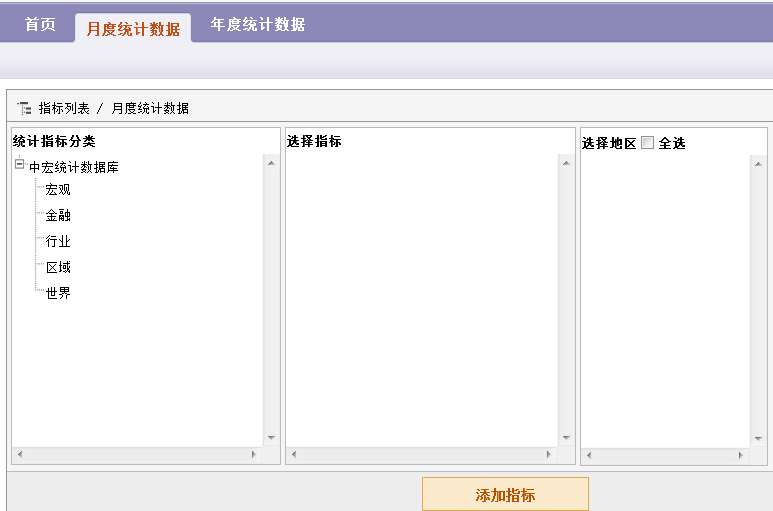 首页 月度统计数据 年度统计数据
指标列表 / 月度统计数据
统计指标分类 选择指标 选择地区 全选
中宏统计数据库
宏观
金融
行业
区域
世界
添加指标